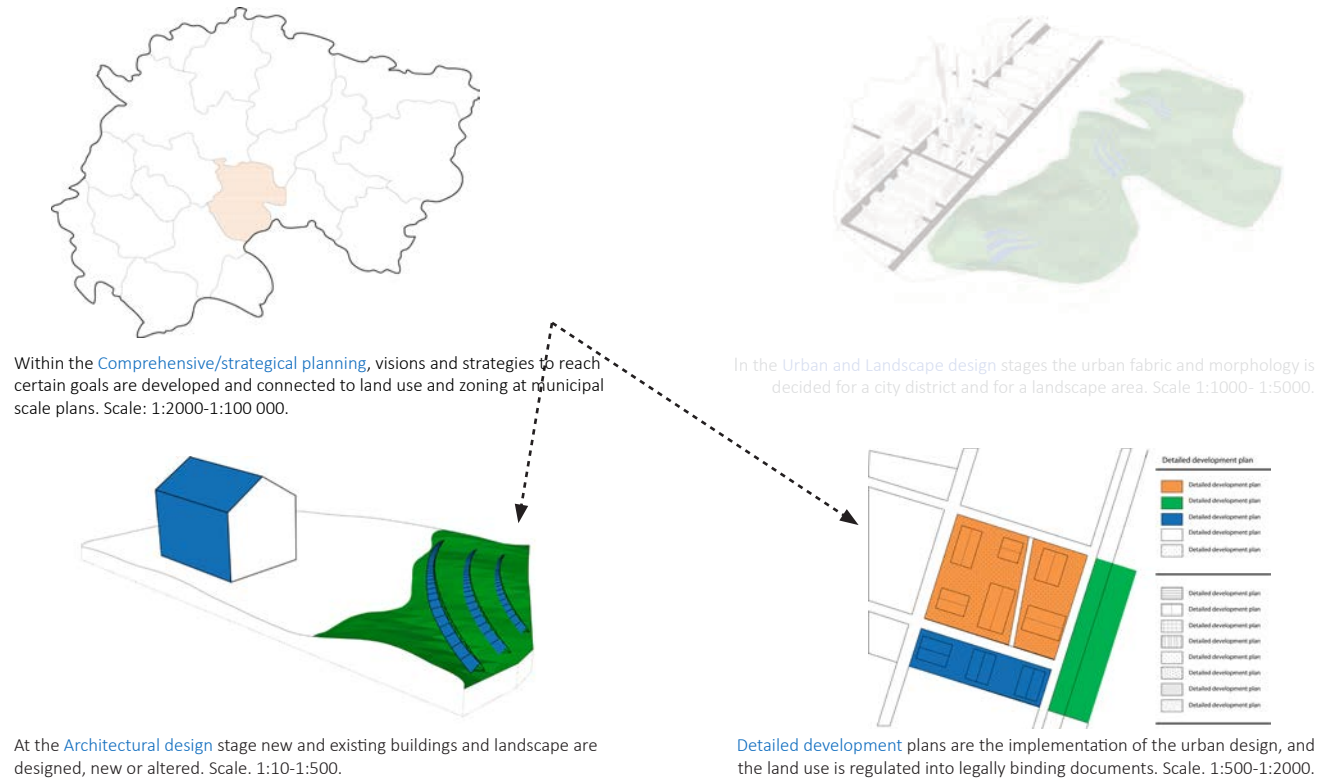 Within the Comprehensive/strategical planning, visions and strategies to reach
certain goals are developed and connected to land use and zoning at municipal
scale plans. Scale: 1:2000-1:100 000.
In the Urban and Landscape design stages the urban fabric and morphology is
decided for a city district and for a landscape area. Scale 1:1000- 1:5000.
Detailed development plan
Detailed development plan
Detailed development plan
Detailed development plan
Detailed development plan
Detailed development plan
Detailed development plan
Detailed development plan
Detailed development plan
Detailed development plan
Detailed development plan
Detailed development plan
Detailed development plan
Detailed development plan
At the Architectural design stage new and existing buildings and landscape are
designed, new or altered. Scale. 1:10-1:500.
Detailed development plans are the implementation of the urban design, and
the land use is regulated into legally binding documents. Scale. 1:500-1:2000.